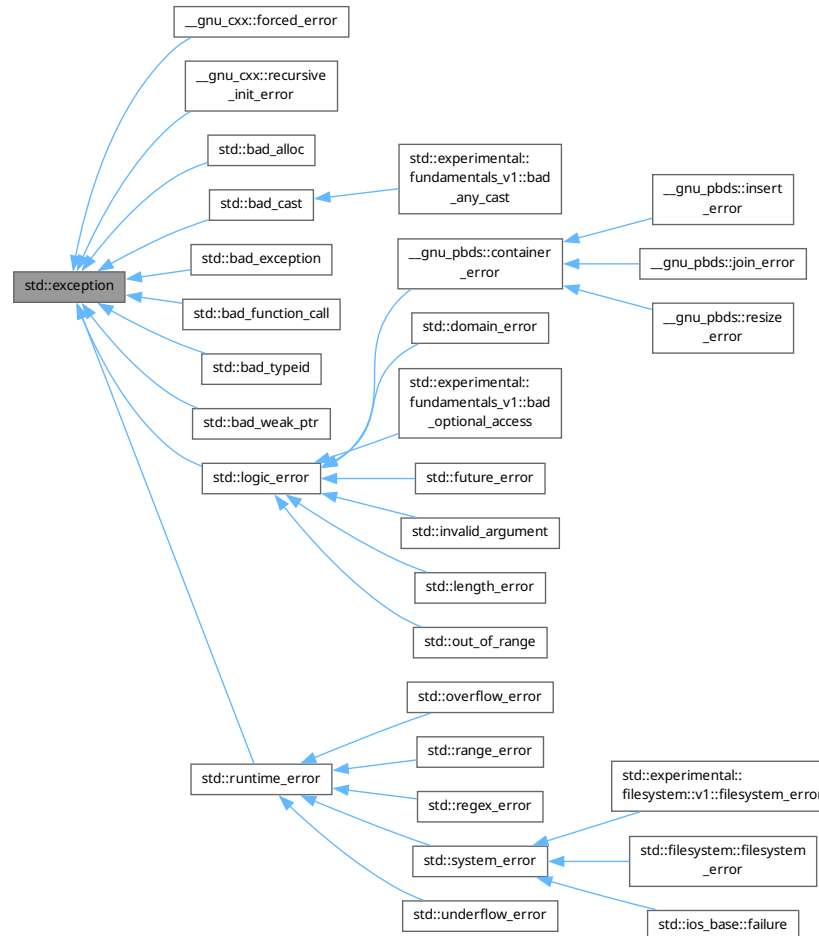 __gnu_cxx::forced_error
__gnu_cxx::recursive
_init_error
std::bad_alloc
std::bad_cast
std::bad_exception
std::exception
std::bad_function_call
std::bad_typeid
std::bad_weak_ptr
std::logic_error
std::runtime_error
std::experimental::
fundamentals_v1::bad
_any_cast
__gnu_pbds::container
_error
std::domain_error
std::experimental::
fundamentals_v1::bad
_optional_access
std::future_error
std::invalid_argument
std::length_error
std::out_of_range
std::overflow_error
std::range_error
std::regex_error
std::system_error
std::underflow_error
__gnu_pbds::insert
_error
__gnu_pbds::join_error
__gnu_pbds::resize
_error
std::experimental::
filesystem::v1::filesystem_error
std::filesystem::filesystem
_error
std::ios_base::failure